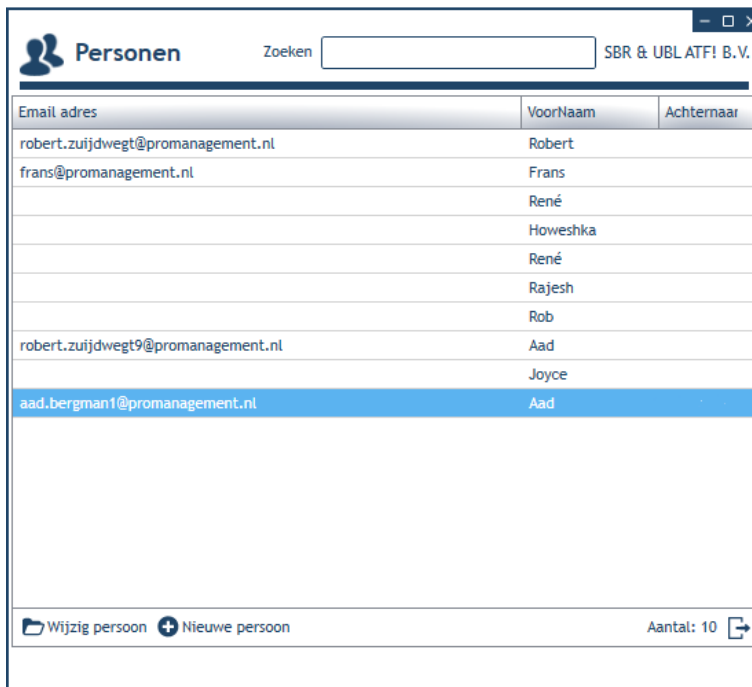 Personen Zoeken SBR & UBL ATF! B.V.
Email adres VoorNaam Achternaar
robert.zuijdwegt@promanagement.nl Robert
frans@promanagement.nl Frans
René
Howeshka
René
Rajesh
Rob
robert.zuijdwegt9@promanagement.nl Aad
Joyce
aad.bergman1@promanagement.nl Aad
Wijzig persoon Nieuwe persoon Aantal: 10